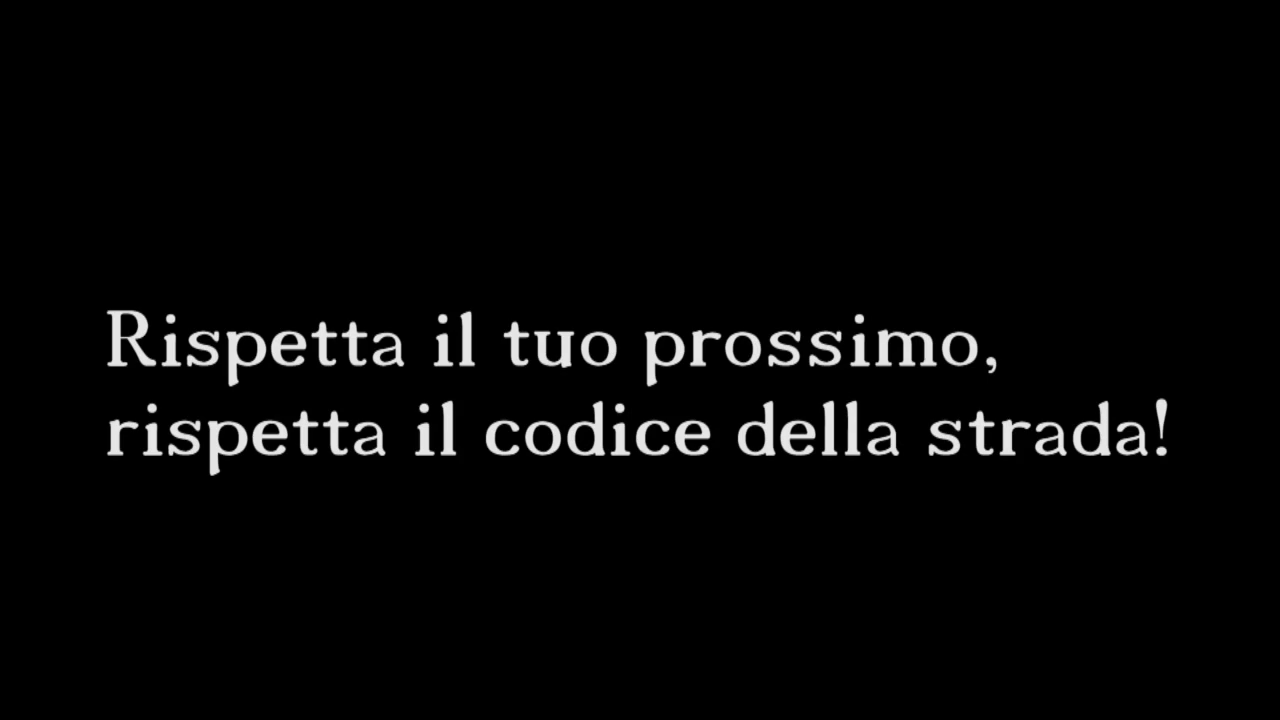 Rispetta il tuo prossimo,
rispetta il codice della strada!